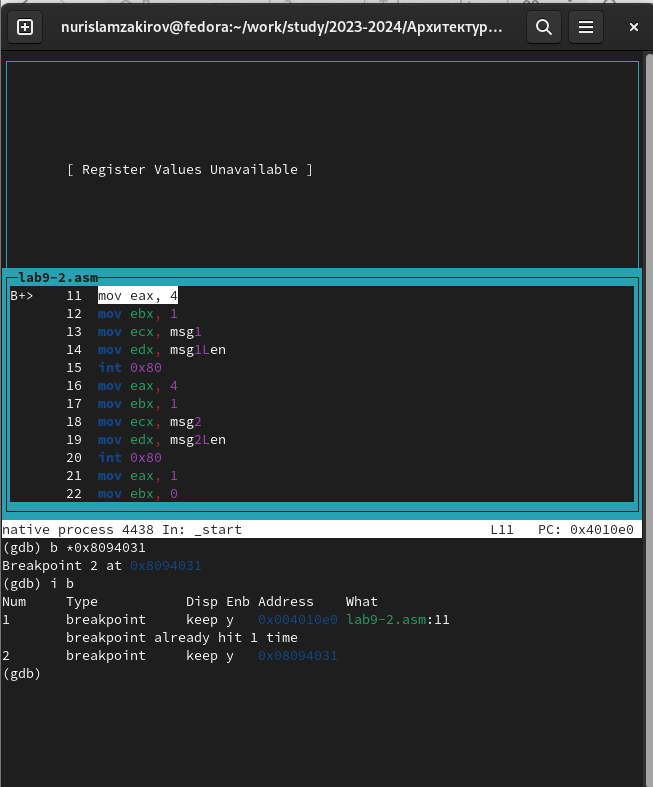 nurislamzakirov@fedora:~/work/study/2023-2024/Архитектур...
[ Register Values Unavailable ]
lab9-2.asm
B+> 11 mov eax, 4
12 mov ebx, 1
13 mov ecx, msg1
14 mov edx, msg1Len
15 int 0x80
16 mov eax, 4
17 mov ebx, 1
18 mov ecx, msg2
19 mov edx, msg2Len
20 int 0x80
21 mov eax, 1
22 mov ebx, 0
native process 4438 In: _start L11 PC: 0x4010e0
(gdb) b *0x8094031
Breakpoint 2 at 0x8094031
(gdb) i b
Num Type Disp Enb Address What
1 breakpoint keep y 0x004010e0 lab9-2.asm:11
breakpoint already hit 1 time
2 breakpoint keep y 0x08094031
(gdb)